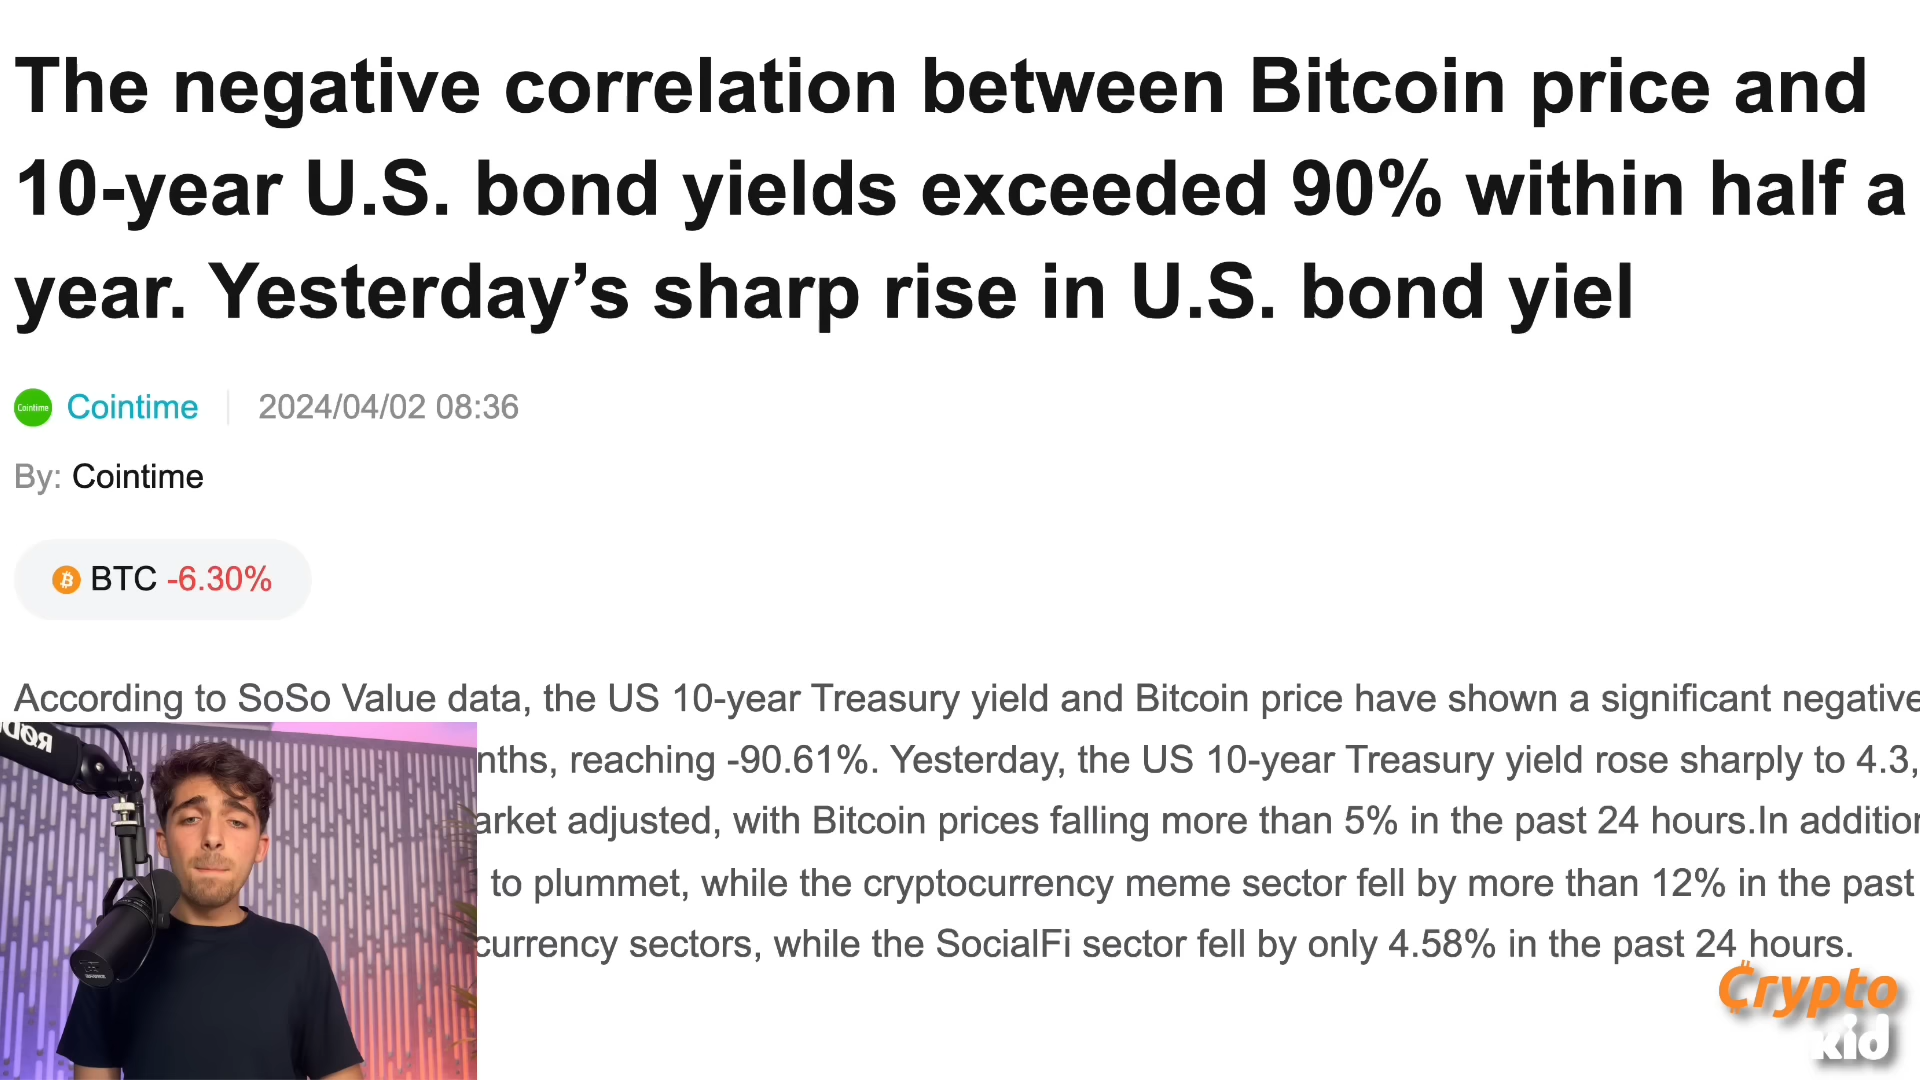 The negative correlation between Bitcoin price and
10-year U.S. bond yields exceeded 90% within half a
year. Yesterday’s sharp rise in U.S. bond yiel
Cointime Cointime 2024/04/02 08:36
By: Cointime
BTC -6.30%
According to SoSo Value data, the US 10-year Treasury yield and Bitcoin price have shown a significant negative
nths, reaching -90.61%. Yesterday, the US 10-year Treasury yield rose sharply to 4.3,
arket adjusted, with Bitcoin prices falling more than 5% in the past 24 hours.In addition
to plummet, while the cryptocurrency meme sector fell by more than 12% in the past
currency sectors, while the SocialFi sector fell by only 4.58% in the past 24 hours.
RØDE
Crypto
kid